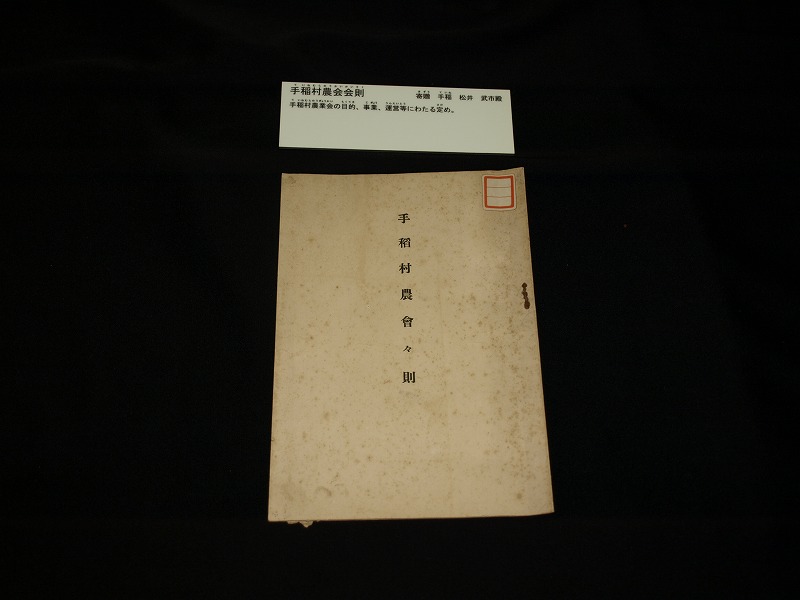 手稲村農会会則 寄贈 手稲 松井 武市殿
手稲村農業会の目的、事業、運営等にわたる定め。
手稲村農會々則